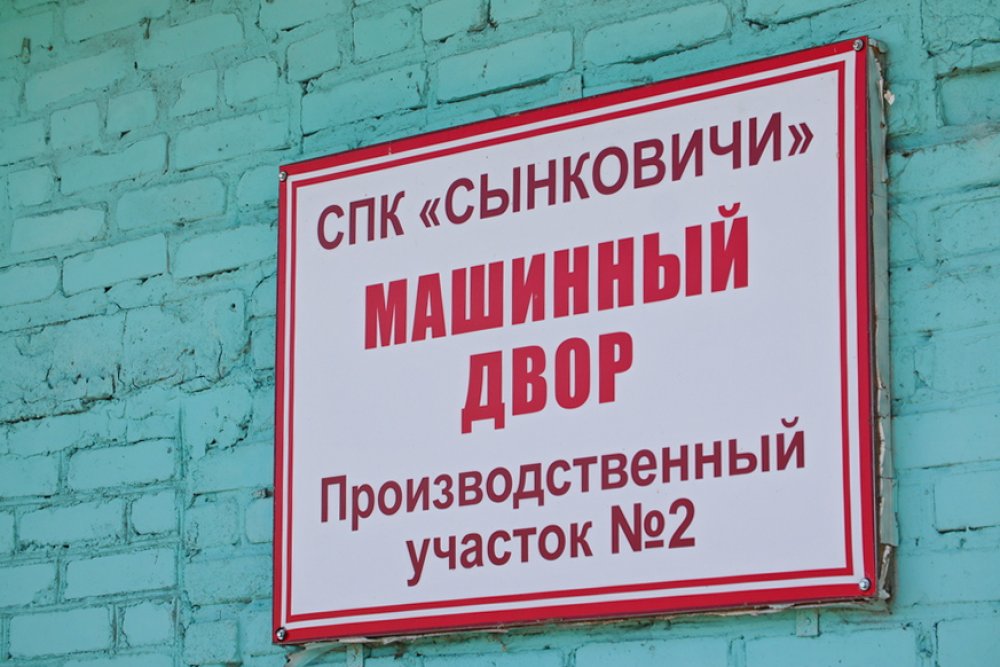 СПК «СЫНКОВИЧИ»
МАШИННЫЙ
ДВОР
Производственный
участок №2